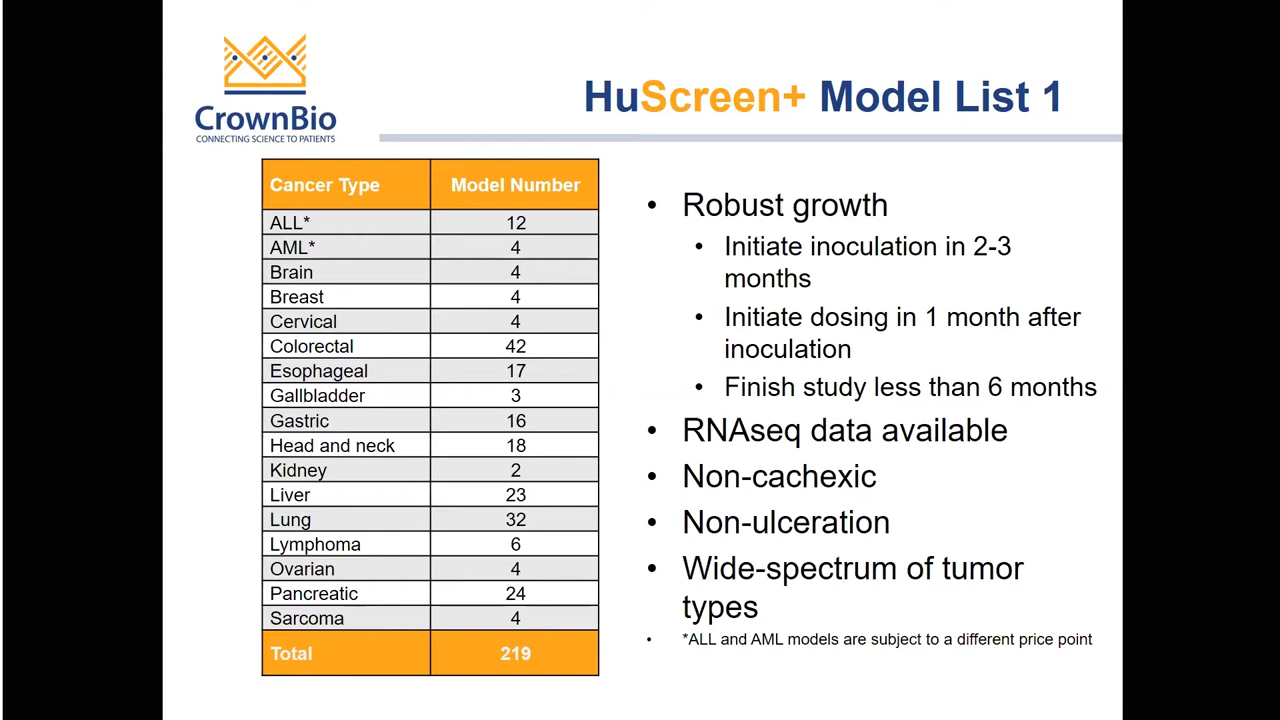 CrownBio
CONNECTING SCIENCE TO PATIENTS
HuScreen+ Model List 1
Cancer Type Model Number
ALL* 12
AML* 4
Brain 4
Breast 4
Cervical 4
Colorectal 42
Esophageal 17
Gallbladder 3
Gastric 16
Head and neck 18
Kidney 2
Liver 23
Lung 32
Lymphoma 6
Ovarian 4
Pancreatic 24
Sarcoma 4
Total 219
• Robust growth
• Initiate inoculation in 2-3
months
• Initiate dosing in 1 month after
inoculation
• Finish study less than 6 months
• RNAseq data available
• Non-cachexic
• Non-ulceration
• Wide-spectrum of tumor
types
• *ALL and AML models are subject to a different price point